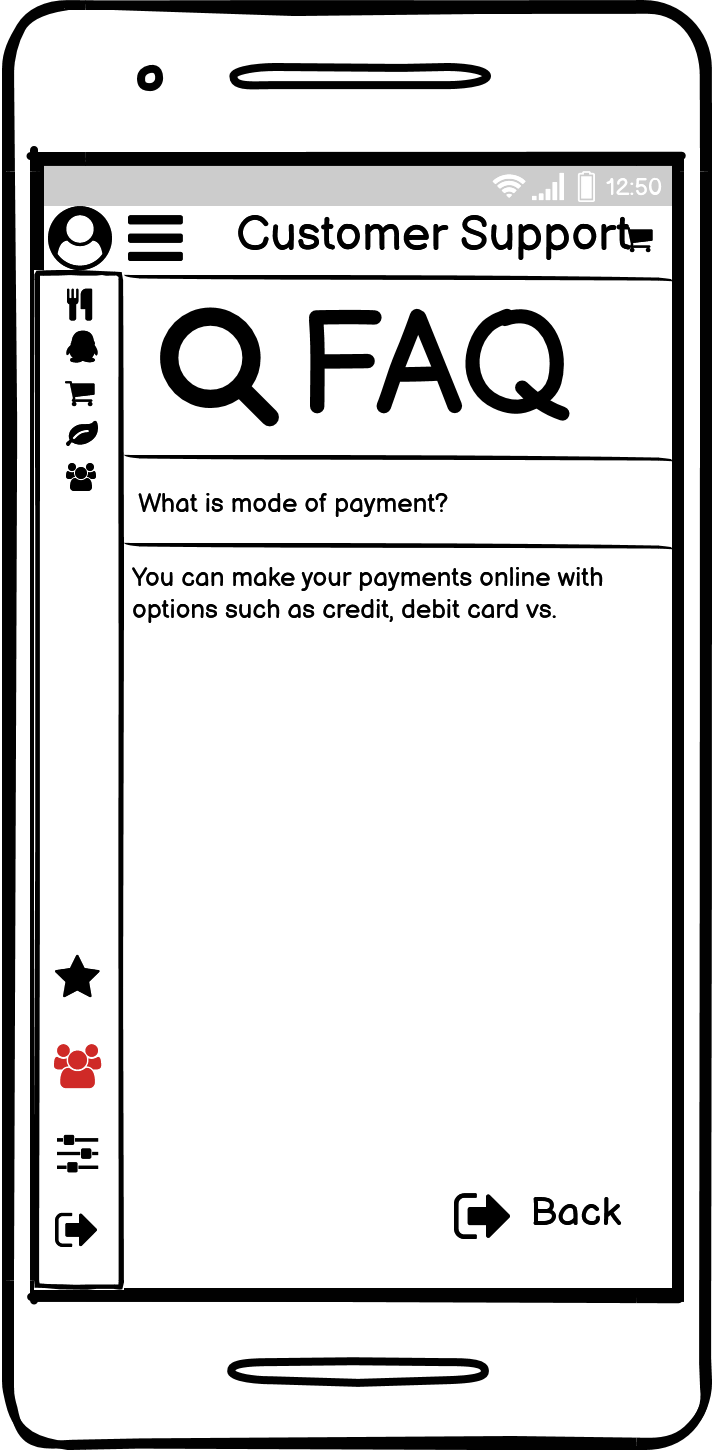 12:50
Customer Support
FAQ
What is mode of payment?
You can make your payments online with
options such as credit, debit card vs.
Back